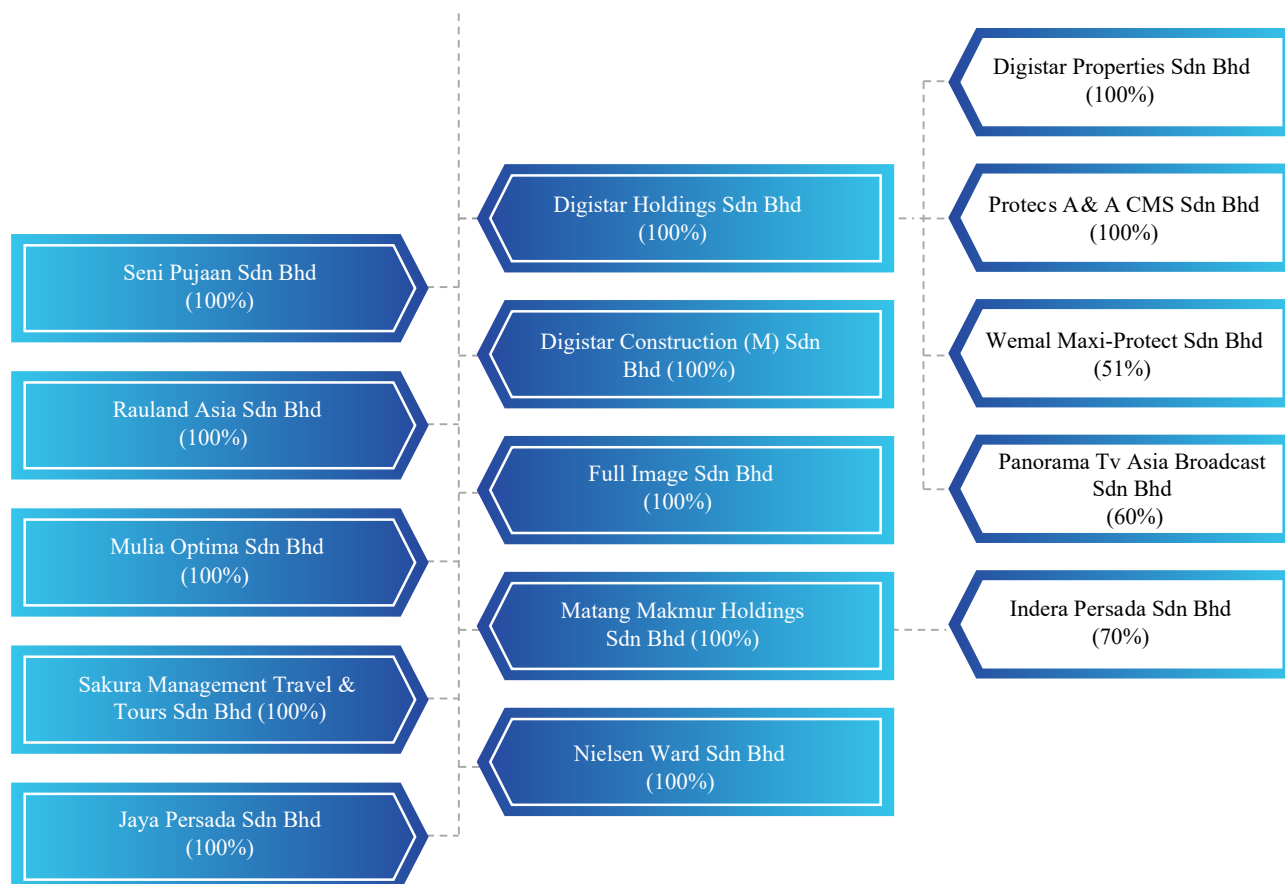 Seni Pujaan Sdn Bhd
(100%)
Rauland Asia Sdn Bhd
(100%)
Mulia Optima Sdn Bhd
(100%)
Sakura Management Travel &
Tours Sdn Bhd (100%)
Jaya Persada Sdn Bhd
(100%)
Digistar Holdings Sdn Bhd
(100%)
Digistar Construction (M) Sdn
Bhd (100%)
Full Image Sdn Bhd
(100%)
Matang Makmur Holdings
Sdn Bhd (100%)
Nielsen Ward Sdn Bhd
(100%)
Digistar Properties Sdn Bhd
(100%)
Protecs A & A CMS Sdn Bhd
(100%)
Wemal Maxi-Protect Sdn Bhd
(51%)
Panorama Tv Asia Broadcast
Sdn Bhd
(60%)
Indera Persada Sdn Bhd
(70%)